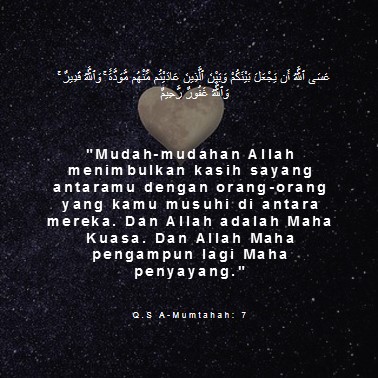 عَسَى ٱللَّهُ أَن يَجْعَلَ بَيْنَكُمْ وَبَيْنَ ٱلَّذِينَ عَادَيْتُم مِّنْهُم مَّوَدَّةً ۚ وَٱللَّهُ قَدِيرٌ ۚ
وَٱللَّهُ غَفُورٌ رَّحِيمٌ
"Mudah-mudahan Allah
menimbulkan kasih sayang
antaramu dengan orang-orang
yang kamu musuhi di antara
mereka. Dan Allah adalah Maha
Kuasa. Dan Allah Maha
pengampun lagi Maha
penyayang."
Q.S A-Mumtahah: 7